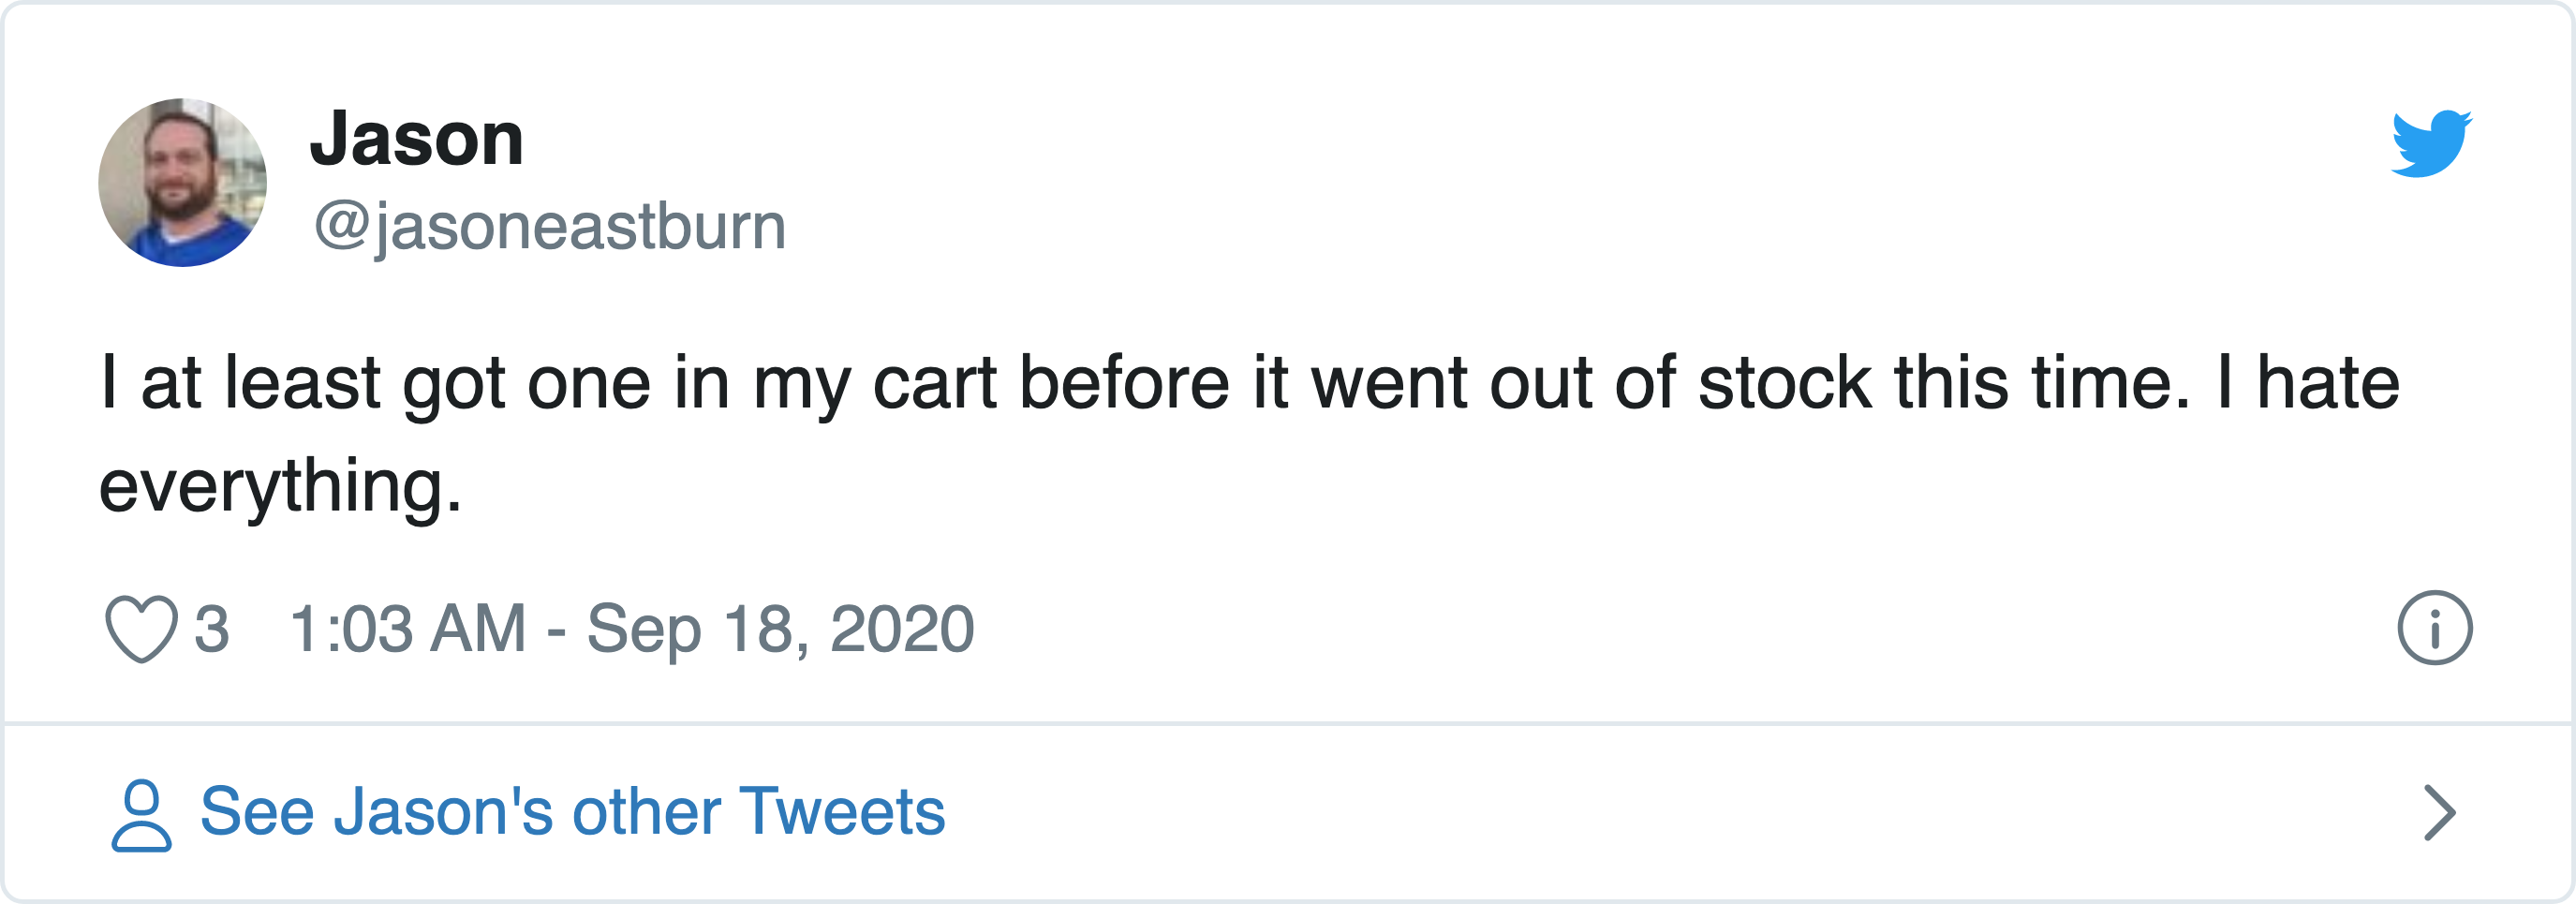 Jason
@jasoneastburn
I at least got one in my cart before it went out of stock this time. I hate
everything.
3 1:03 AM - Sep 18, 2020
See Jason's other Tweets